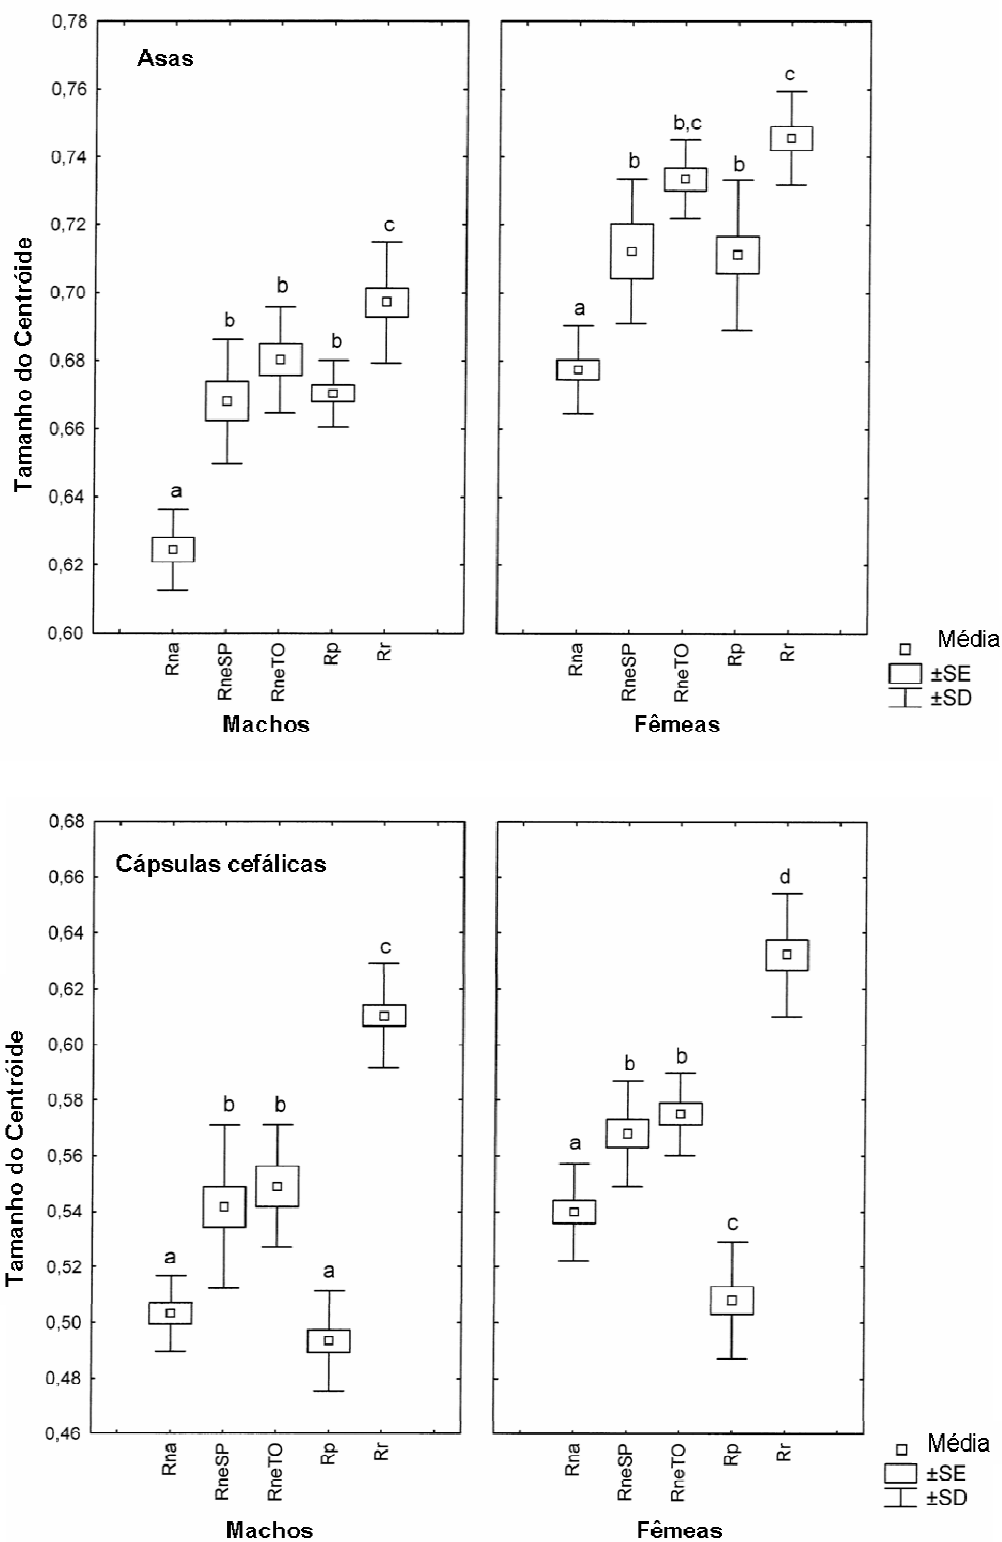 Asas
Tamanho do Centróide
0,78
0,76
0,74
0,72
0,70
0,68
0,66
0,64
0,62
0,60
a
b
b
b
c
a
b
b,c
b
c
Rna
RneSP
RneTO
Rp
Rr
Machos
Rna
RneSP
RneTO
Rp
Rr
Fêmeas
Média
±SE
±SD
Cápsulas cefálicas
Tamanho do Centróide
0,68
0,66
0,64
0,62
0,60
0,58
0,56
0,54
0,52
0,50
0,48
0,46
a
b
b
a
c
a
b
b
c
d
Rna
RneSP
RneTO
Rp
Rr
Machos
Rna
RneSP
RneTO
Rp
Rr
Fêmeas
Média
±SE
±SD